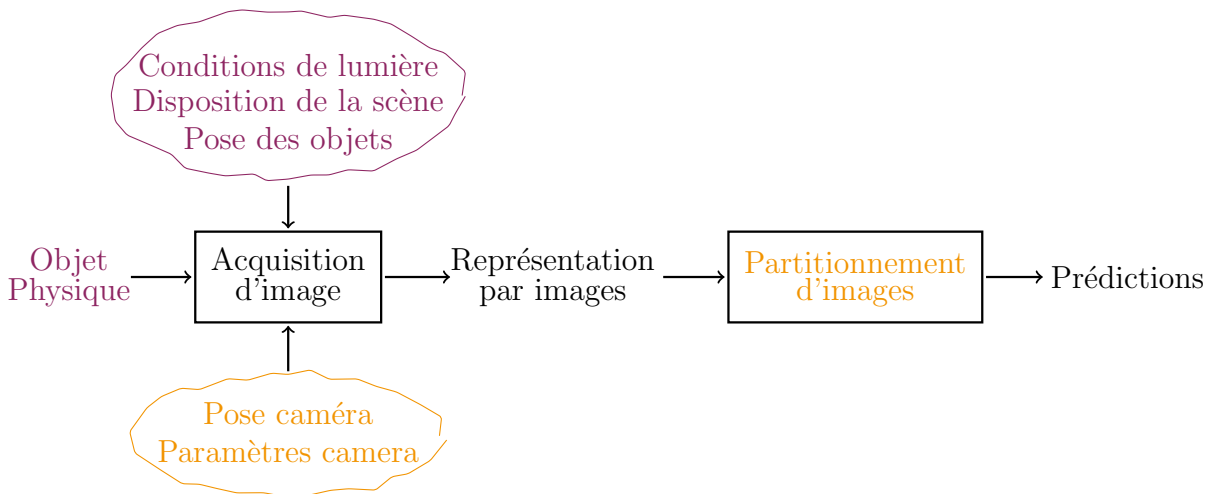 Conditions de lumière
Disposition de la scène
Pose des objets
Objet
Physique
Acquisition
d'image
Représentation
par images
Partitionnement
d'images
Prédictions
Pose caméra
Paramètres camera